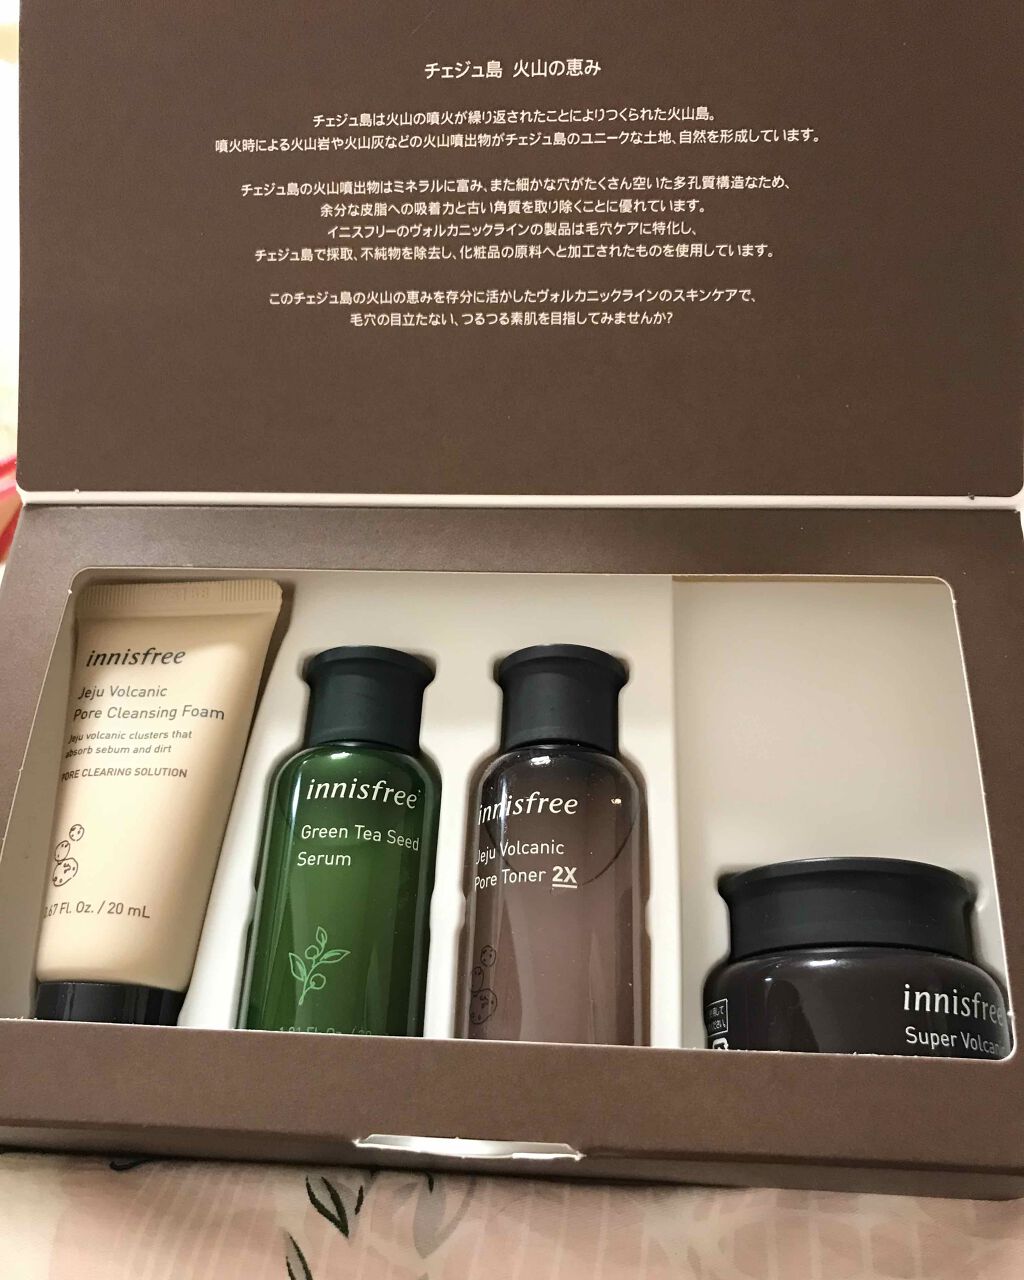 チェジュ島 火山の恵み
チェジュ島は火山の噴火が繰り返されたことによりつくられた火山島。
噴火時による火山岩や火山灰などの火山噴出物がチェジュ島のユニークな土地、自然を形成しています。
チェジュ島の火山噴出物はミネラルに富み、また細かな穴がたくさん空いた多孔質構造なため、
余分な皮脂への吸着力と古い角質を取り除くことに優れています。
イニスフリーのヴォルカニックラインの製品は毛穴ケアに特化し、
チェジュ島で採取、不純物を除去し、化粧品の原料へと加工されたものを使用しています。
このチェジュ島の火山の恵みを存分に活かしたヴォルカニックラインのスキンケアで、
毛穴の目立たない、つるつる素肌を目指してみませんか?
innisfree
Jeju Volcanic
Pore Cleansing Foam
Jeju volcanic clusters that
absorb sebum and dirt
PORE CLEARING SOLUTION
0.67 Fl. Oz. / 20 mL
innisfree
Green Tea Seed
Serum
innisfree
Jeju Volcanic
Pore Toner 2X
innisfree
Super Volcanic